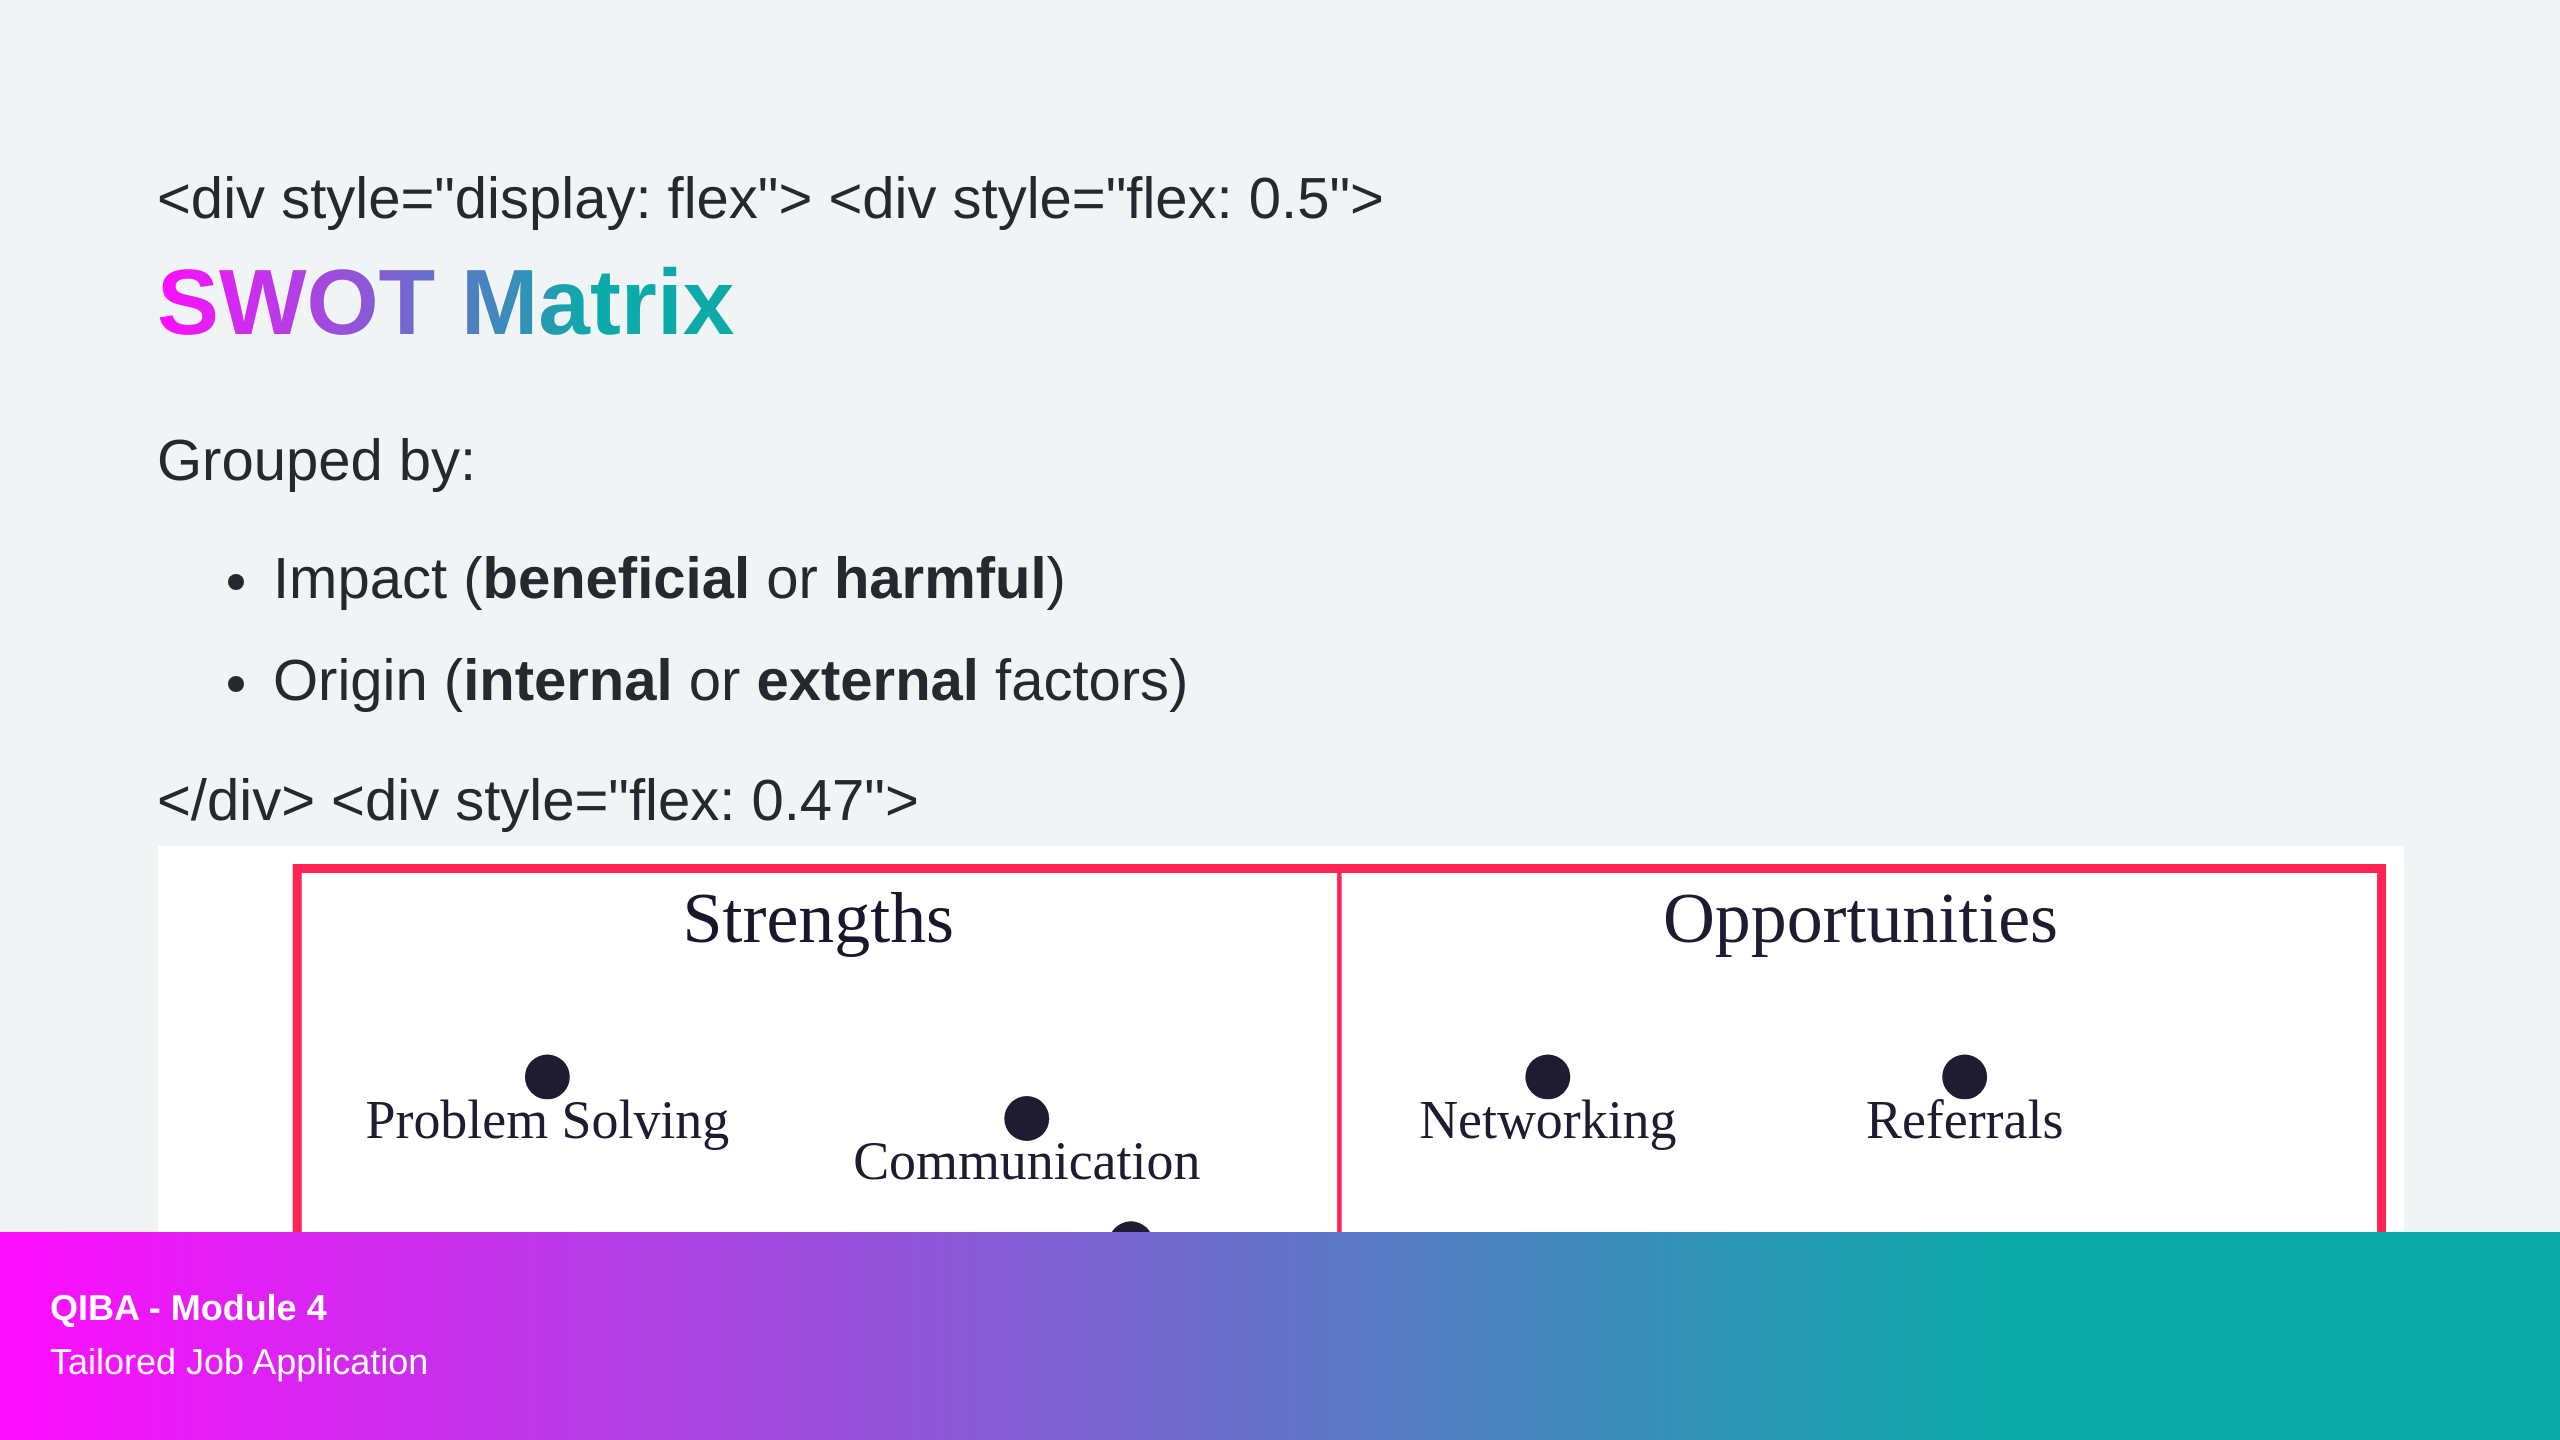 <div style="display: flex"> <div style="flex: 0.5">
SWOT Matrix
Grouped by:
• Impact (beneficial or harmful)
• Origin (internal or external factors)
</div> <div style="flex: 0.47">
Strengths
Opportunities
Problem Solving
Communication
Networking
Referrals
QIBA - Module 4
Tailored Job Application